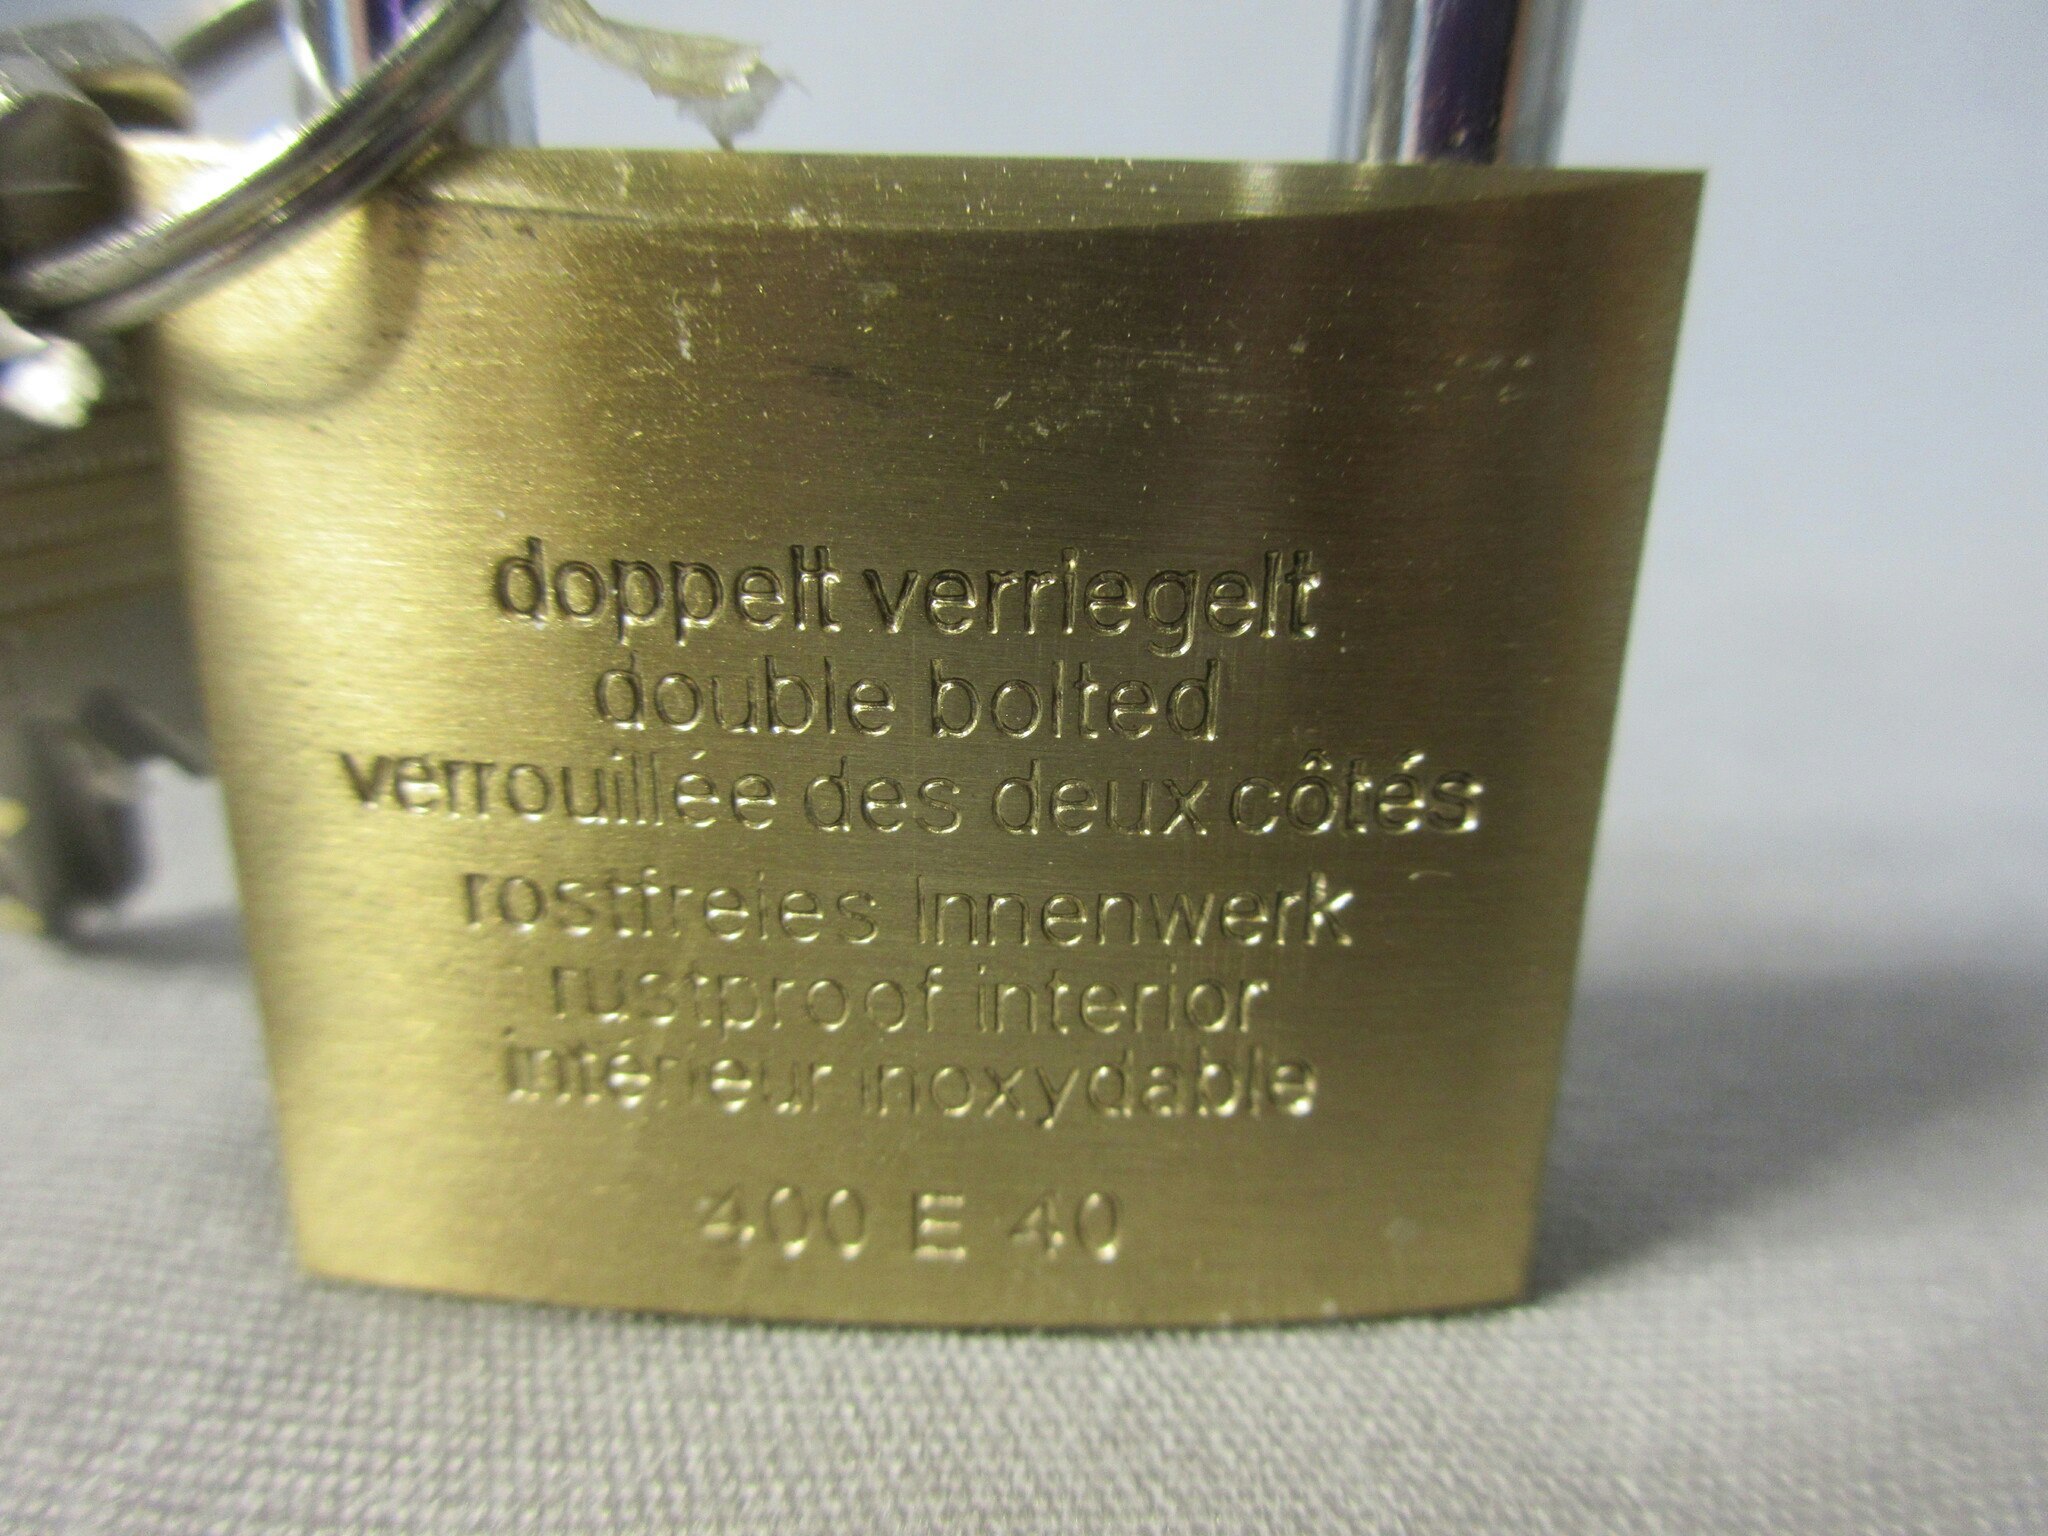 doppelt verriegelt
double bolted
verrouillée des deux côtés
rostfreies Innenwerk
rustproof interior
intérieur inoxydable
400 E 40